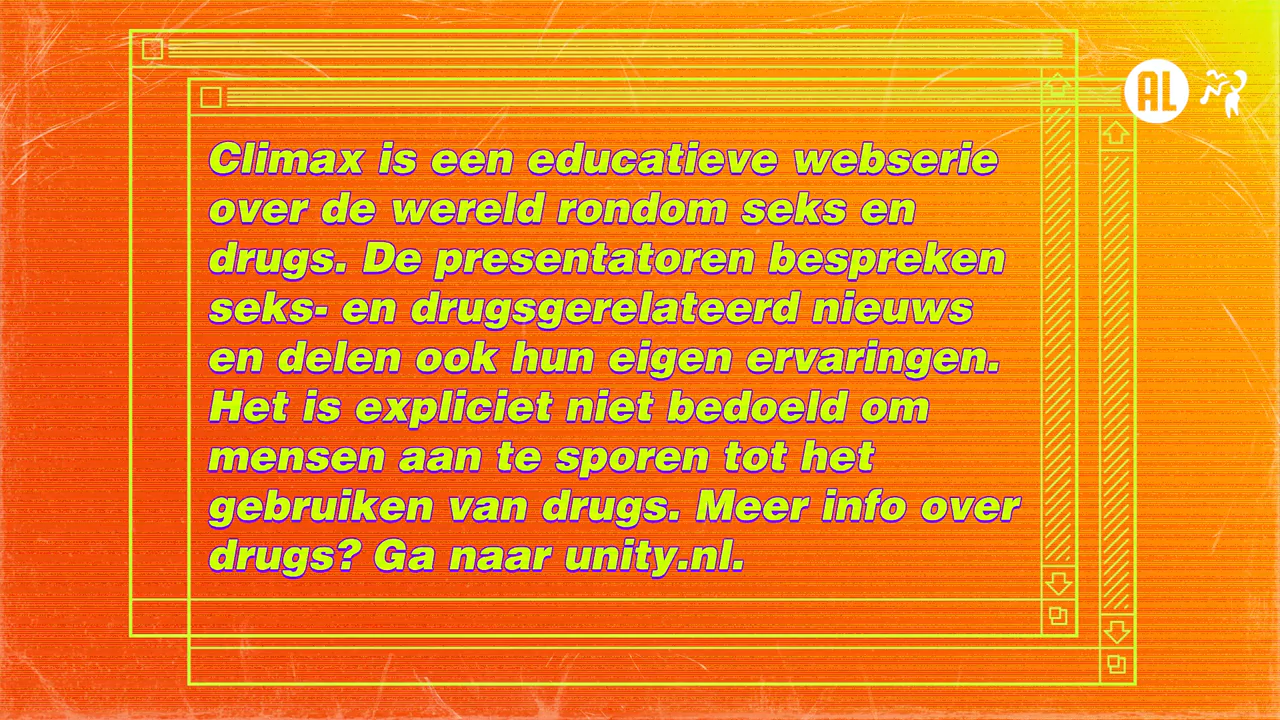 AL
Climax is een educatieve webserie
over de wereld rondom seks en
drugs. De presentatoren bespreken
seks- en drugsgerelateerd nieuws
en delen ook hun eigen ervaringen.
Het is expliciet niet bedoeld om
mensen aan te sporen tot het
gebruiken van drugs. Meer info over
drugs? Ga naar unity.nl.